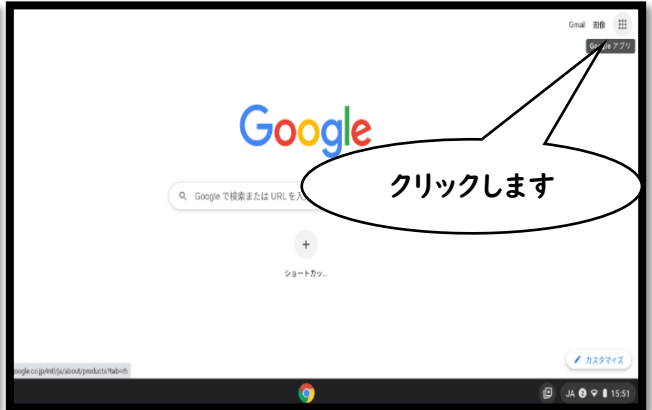 Gmail 画像
Google アプリ
Google
Google で検索または URL を入
クリックします
ショートカッ...
カスタマイズ
oogle.co.jp/intl/ja/about/products?tab=rh
JA 15:51